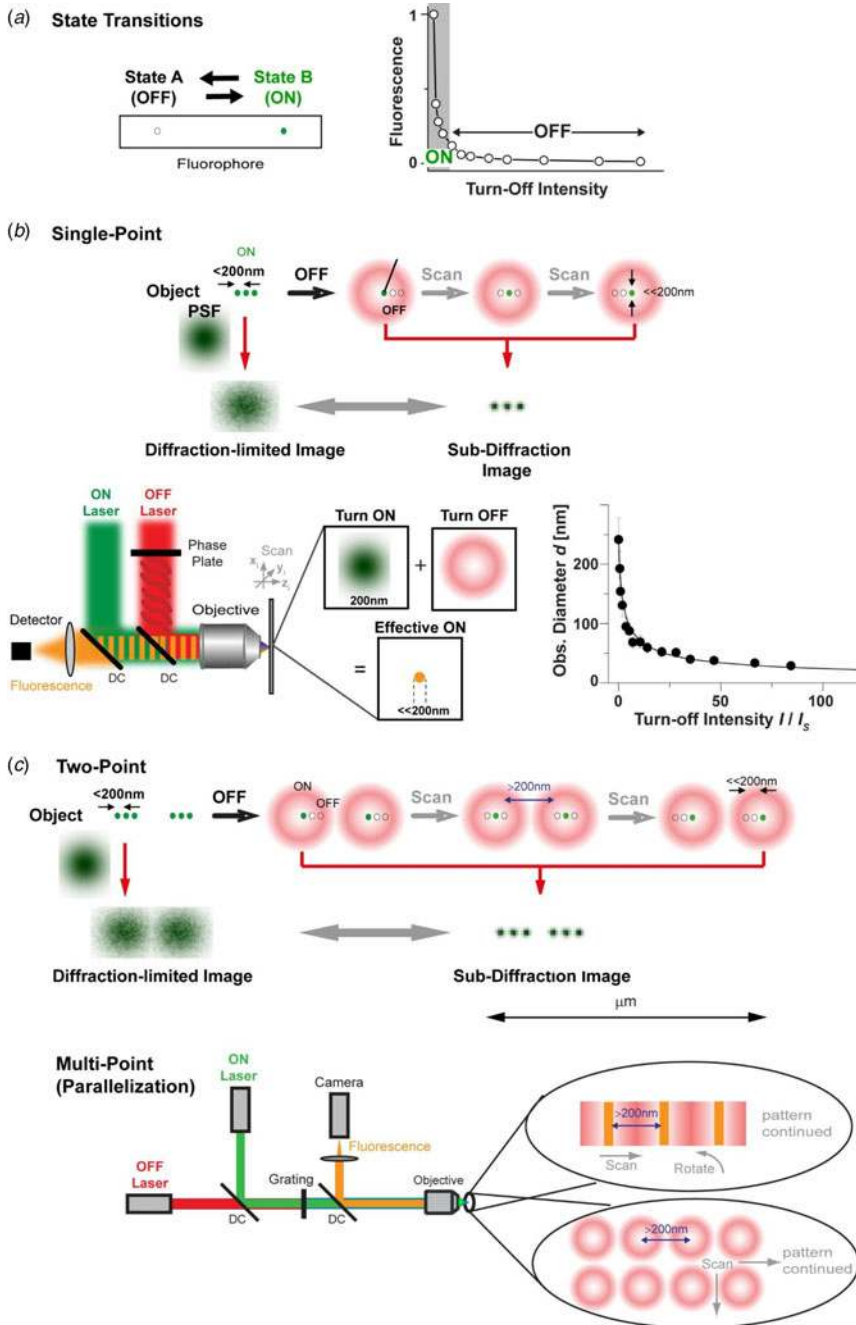 (a) State Transitions
State A
(OFF)
State B
(ON)
Fluorophore
1
Fluorescence
0
ON
OFF
Turn-Off Intensity
(b) Single-Point
ON
<200nm
Object
OFF
OFF
Scan
Scan
<<200nm
PSF
Diffraction-limited Image
Sub-Diffraction
Image
ON
Laser
OFF
Laser
Phase
Plate
Scan
x
y
z
Detector
Objective
Fluorescence
DC
DC
Turn ON
Turn OFF
200nm
+
Effective ON
=
<<200nm
Obs. Diameter d [nm]
200
100
0
0
50
100
Turn-off Intensity I / Is
(c) Two-Point
<200nm
Object
OFF
ON
OFF
Scan
>200nm
Scan
<<200nm
Diffraction-limited Image
Sub-Diffraction Image
μm
Multi-Point
(Parallelization)
ON
Laser
Camera
Fluorescence
OFF
Laser
Grating
Objective
DC
DC
>200nm
pattern
continued
Scan
Rotate
>200nm
Scan
pattern
continued